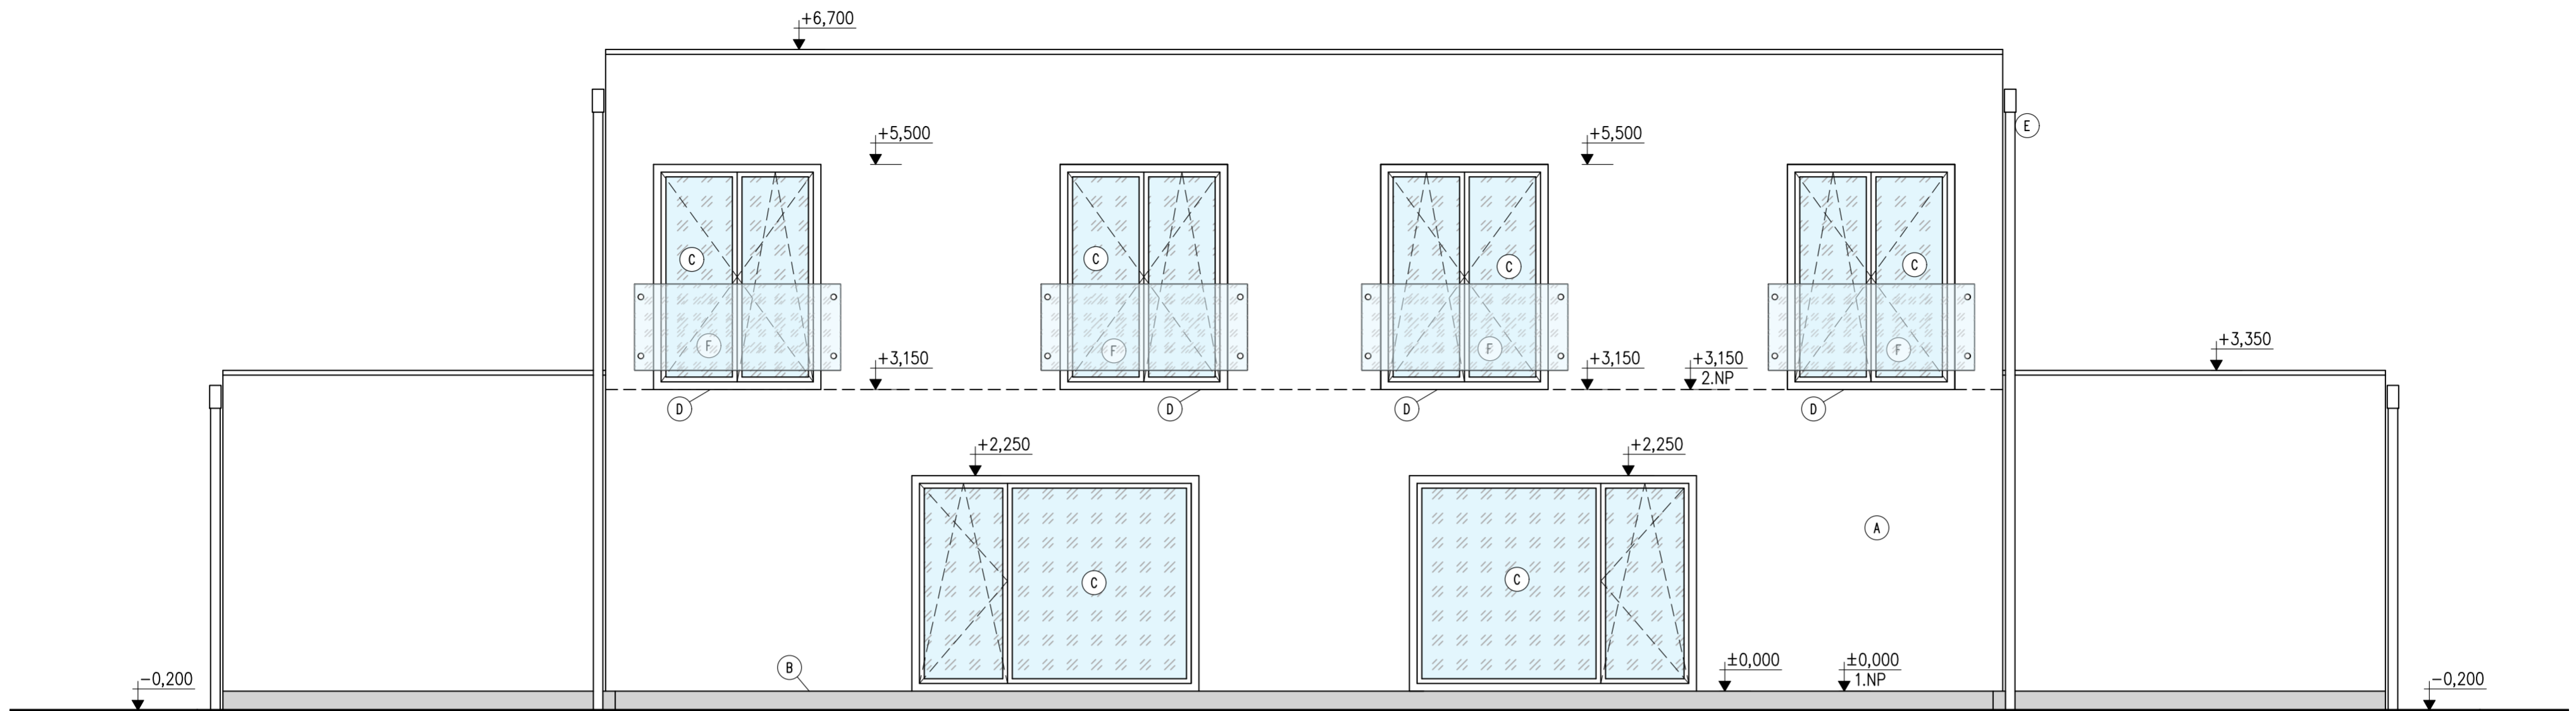 +6,700
E
+5,500
+5,500
C
C
C
C
F
F
F
F
+3,150
+3,150
+3,150
2.NP
+3,350
D
D
D
D
+2,250
+2,250
A
C
C
B
±0,000
±0,000
1.NP
-0,200
-0,200